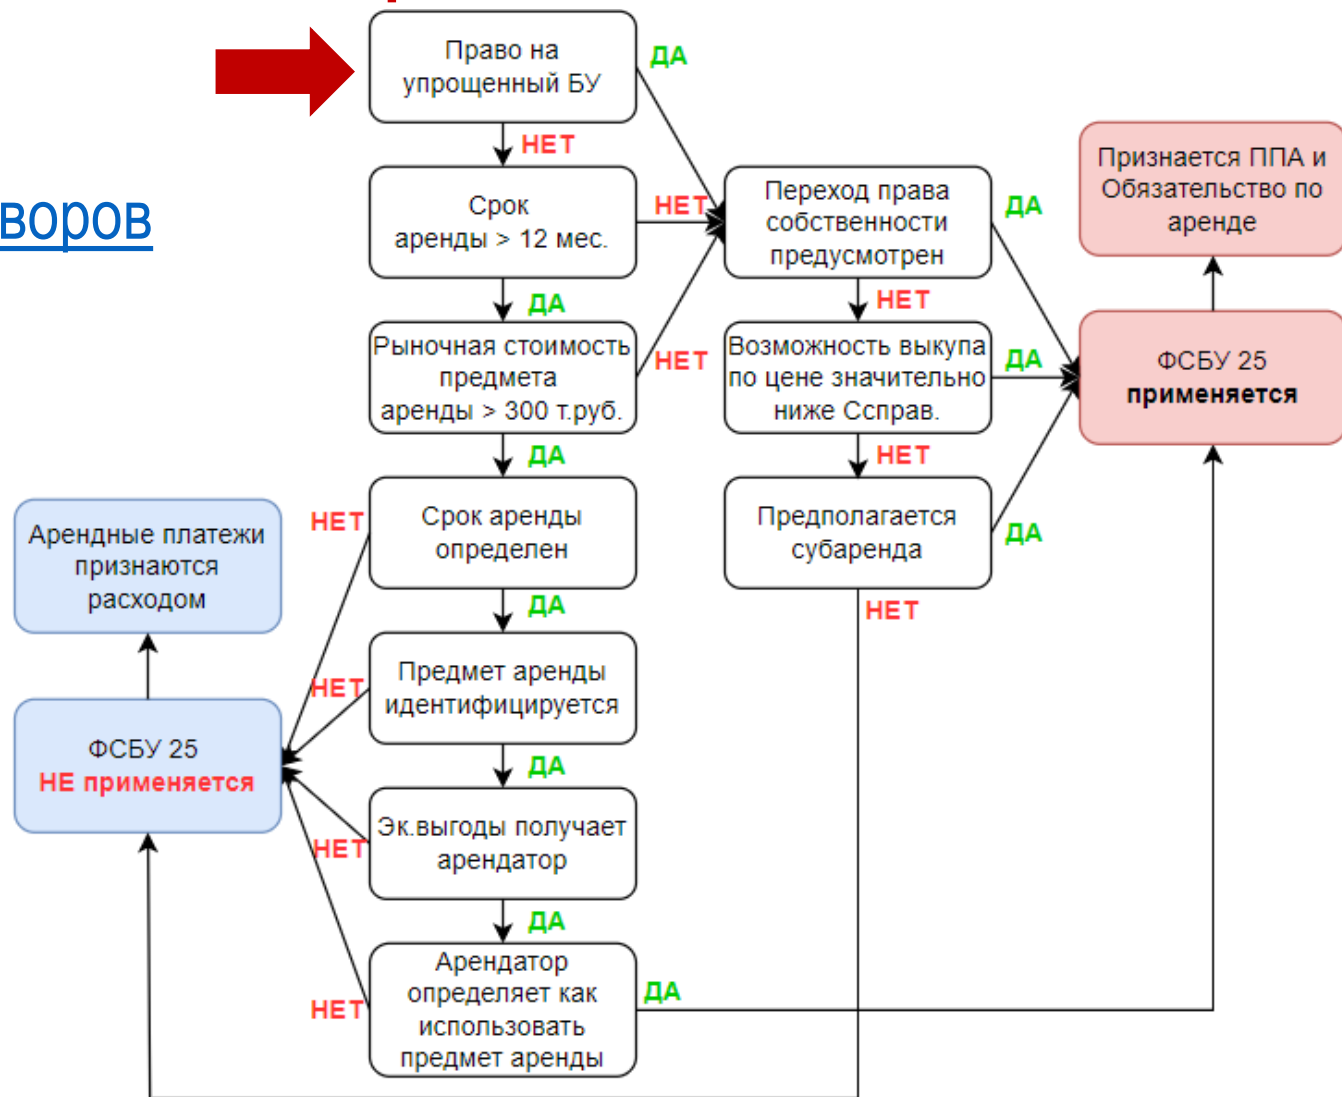 Право на
упрощенный БУ
ДА
НЕТ
воров
Срок
аренды > 12 мес.
НЕТ
ДА
Переход права
собственности
предусмотрен
ДА
НЕТ
Признается ППА и
Обязательство по
аренде
Рыночная стоимость
предмета
аренды > 300 т.руб.
НЕТ
ДА
Возможность выкупа
по цене значительно
ниже Ссправ.
ДА
НЕТ
ФСБУ 25
применяется
Срок аренды
определен
НЕТ
ДА
Предполагается
субаренда
ДА
НЕТ
Арендные платежи
признаются
расходом
Предмет аренды
идентифицируется
НЕТ
ДА
ФСБУ 25
НЕ применяется
Эк.выгоды получает
арендатор
НЕТ
ДА
Арендатор
определяет как
использовать
предмет аренды
НЕТ
ДА